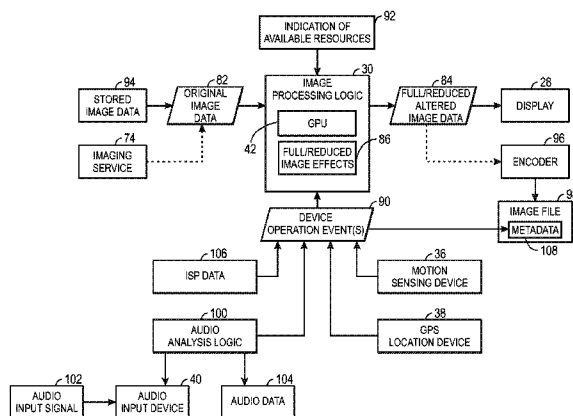 92
INDICATION OF
AVAILABLE RESOURCES
94
STORED
IMAGE DATA
82
ORIGINAL
IMAGE
DATA
30
IMAGE
PROCESSING LOGIC
GPU
42
86
FULL/REDUCED
IMAGE EFFECTS
84
FULL/REDUCED
ALTERED
IMAGE DATA
28
DISPLAY
74
IMAGING
SERVICE
96
ENCODER
IMAGE FILE
METADATA
108
90
DEVICE
OPERATION EVENT(S)
106
ISP DATA
36
MOTION
SENSING DEVICE
100
AUDIO
ANALYSIS LOGIC
38
GPS
LOCATION DEVICE
102
AUDIO
INPUT SIGNAL
40
AUDIO
INPUT DEVICE
104
AUDIO DATA